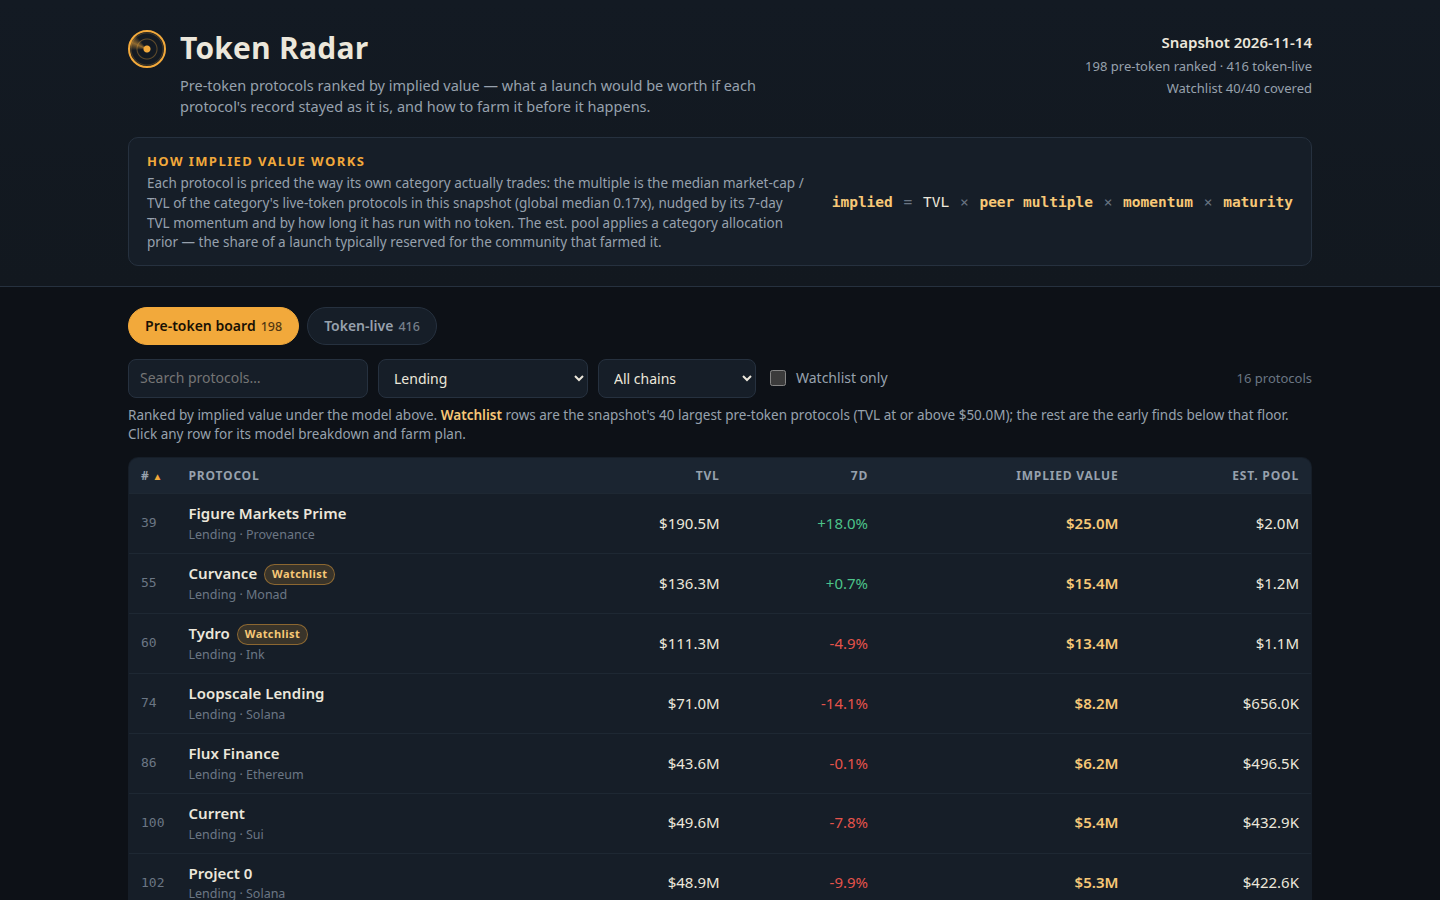 Token Radar
Pre-token protocols ranked by implied value — what a launch would be worth if each
protocol's record stayed as it is, and how to farm it before it happens.
Snapshot 2026-11-14
198 pre-token ranked · 416 token-live
Watchlist 40/40 covered
HOW IMPLIED VALUE WORKS
Each protocol is priced the way its own category actually trades: the multiple is the median market-cap /
TVL of the category's live-token protocols in this snapshot (global median 0.17x), nudged by its 7-day
TVL momentum and by how long it has run with no token. The est. pool applies a category allocation
prior — the share of a launch typically reserved for the community that farmed it.
implied = TVL × peer multiple × momentum × maturity
Pre-token board 198
Token-live 416
Search protocols...
Lending
All chains
Watchlist only
16 protocols
Ranked by implied value under the model above. Watchlist rows are the snapshot's 40 largest pre-token protocols (TVL at or above $50.0M); the rest are the early finds below that floor.
Click any row for its model breakdown and farm plan.
# ▲ PROTOCOL TVL 7D IMPLIED VALUE EST. POOL
39 Figure Markets Prime $190.5M +18.0% $25.0M $2.0M
Lending · Provenance
55 Curvance Watchlist $136.3M +0.7% $15.4M $1.2M
Lending · Monad
60 Tydro Watchlist $111.3M -4.9% $13.4M $1.1M
Lending · Ink
74 Loopscale Lending $71.0M -14.1% $8.2M $656.0K
Lending · Solana
86 Flux Finance $43.6M -0.1% $6.2M $496.5K
Lending · Ethereum
100 Current $49.6M -7.8% $5.4M $432.9K
Lending · Sui
102 Project 0 $48.9M -9.9% $5.3M $422.6K
Lending · Solana